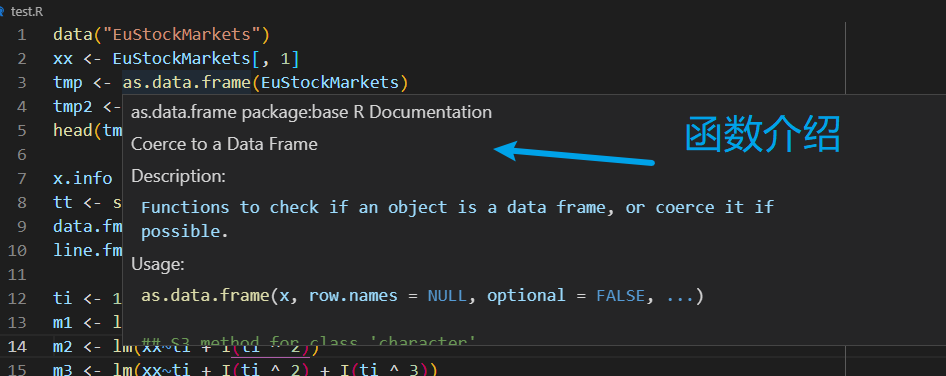 test.R
1 data("EuStockMarkets")
2 xx <- EuStockMarkets[, 1]
3 tmp <- as.data.frame(EuStockMarkets)
4 tmp2 <-
as.data.frame package:base R Documentation
函数介绍
5 head(tm
Coerce to a Data Frame
6
Description:
7 x.info
8 tt <- s
Functions to check if an object is a data frame, or coerce it if
9 data.fm
possible.
10 line.fm
Usage:
11
12 ti <- 1
as.data.frame(x, row.names = NULL, optional = FALSE, ...)
13 m1 <- l
## S3 method for class 'character'
14 m2 <- lm(xx~ti + I(ti ^ 2))
15 m3 <- lm(xx~ti + I(ti ^ 2) + I(ti ^ 3))